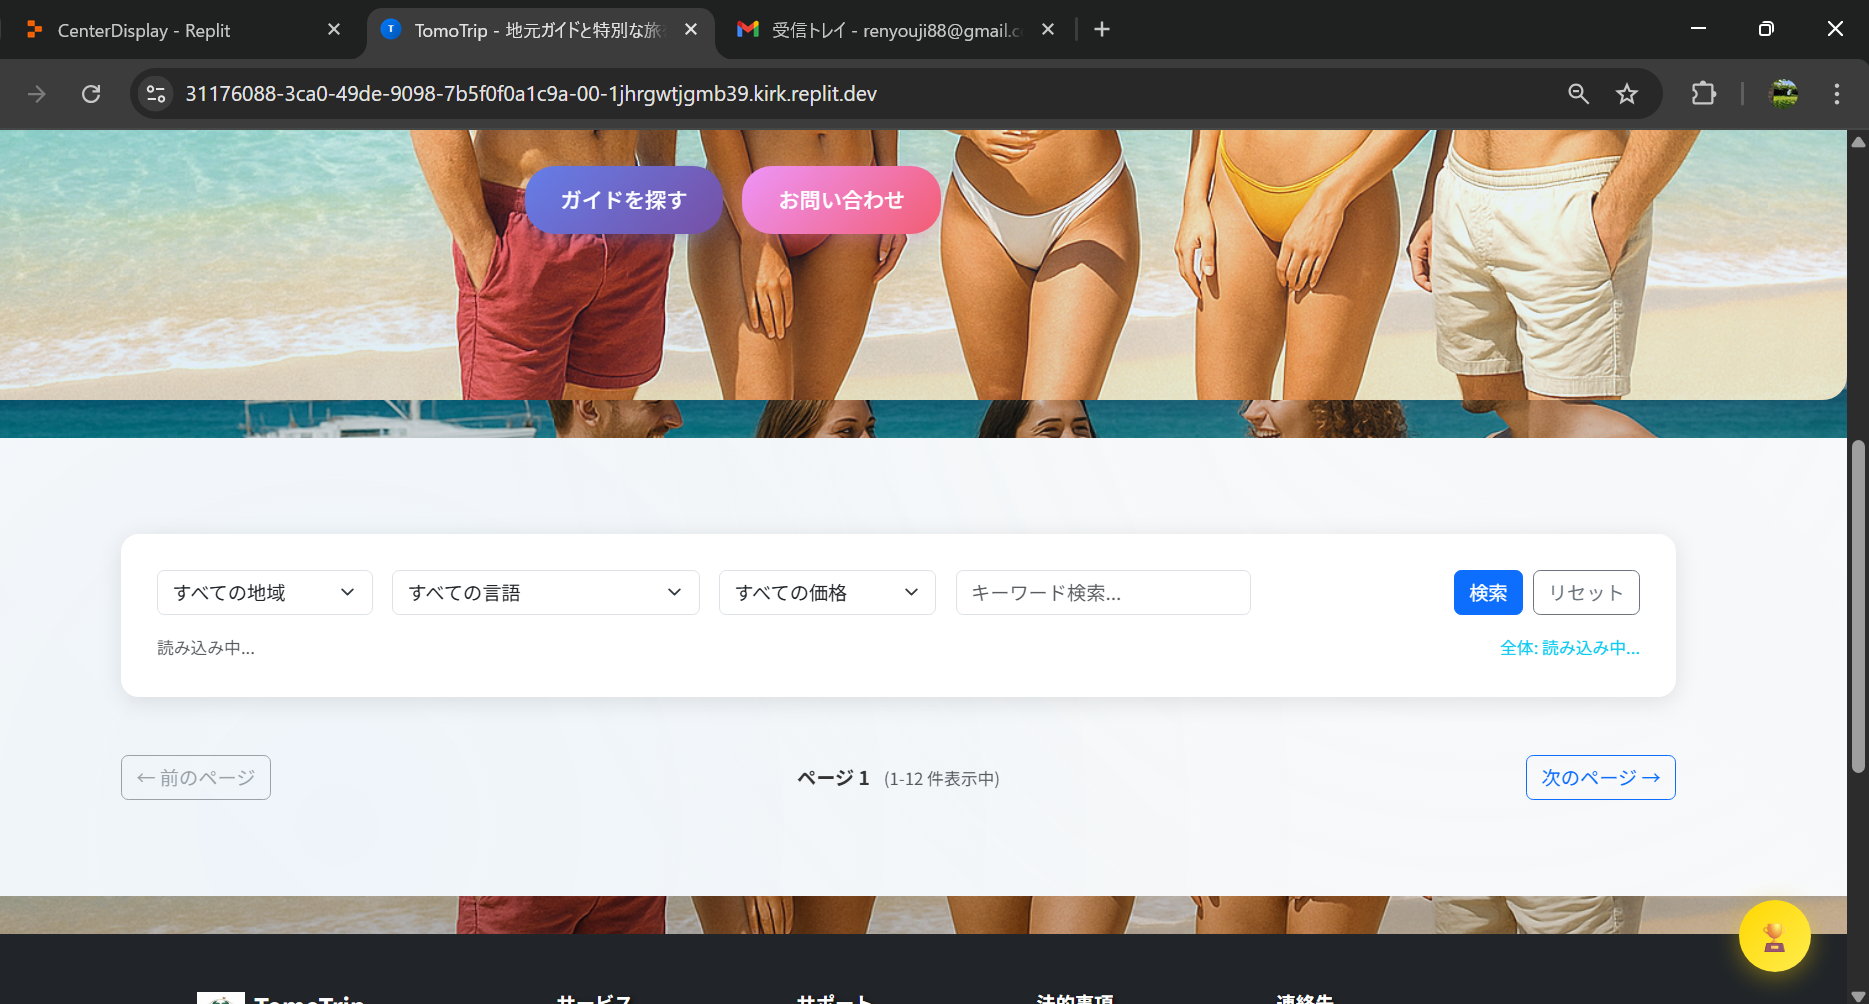 CenterDisplay - Replit
TomoTrip - 地元ガイドと特別な旅
受信トレイ - renyouji88@gmail.c
31176088-3ca0-49de-9098-7b5f0f0a1c9a-00-1jhrgwtjgmb39.kirk.replit.dev
ガイドを探す
お問い合わせ
すべての地域
すべての言語
すべての価格
キーワード検索...
検索
リセット
読み込み中...
全体: 読み込み中...
← 前のページ
ページ 1 (1-12 件表示中)
次のページ →
TomoTrip
サービス
サポート
法的事項
連絡先